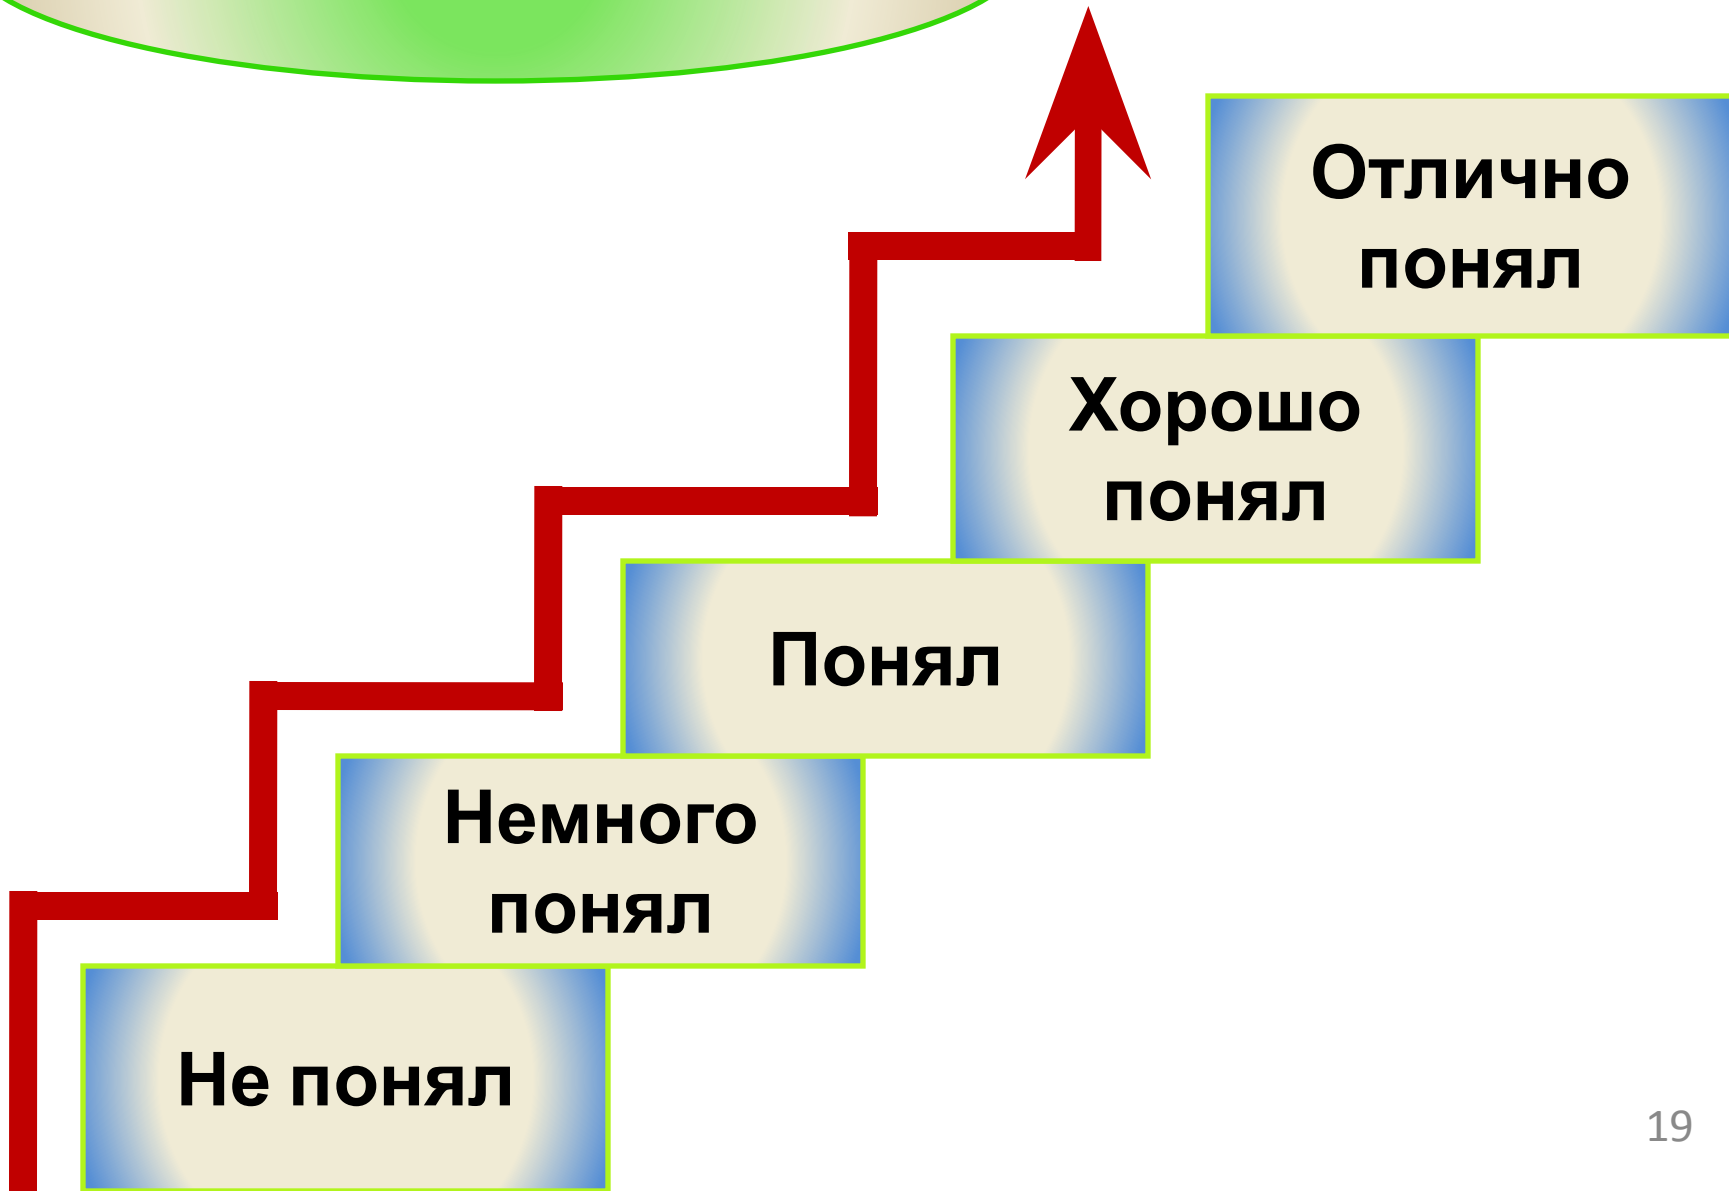 Отлично
понял
Хорошо
понял
Понял
Немного
понял
Не понял
19